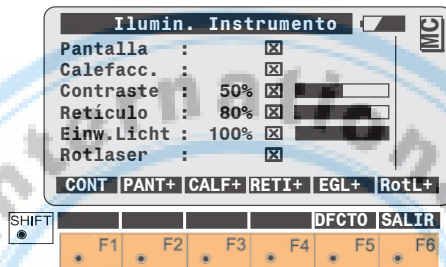 Ilumin. Instrumento
MC
Pantalla :
Calefacc. :
Contraste : 50%
Retículo : 80%
Einw.Licht : 100%
Rotlaser :
CONT PANT+ CALF+ RETI+ EGL+ RotL+
SHIFT DFCTO SALIR
F1 F2 F3 F4 F5 F6